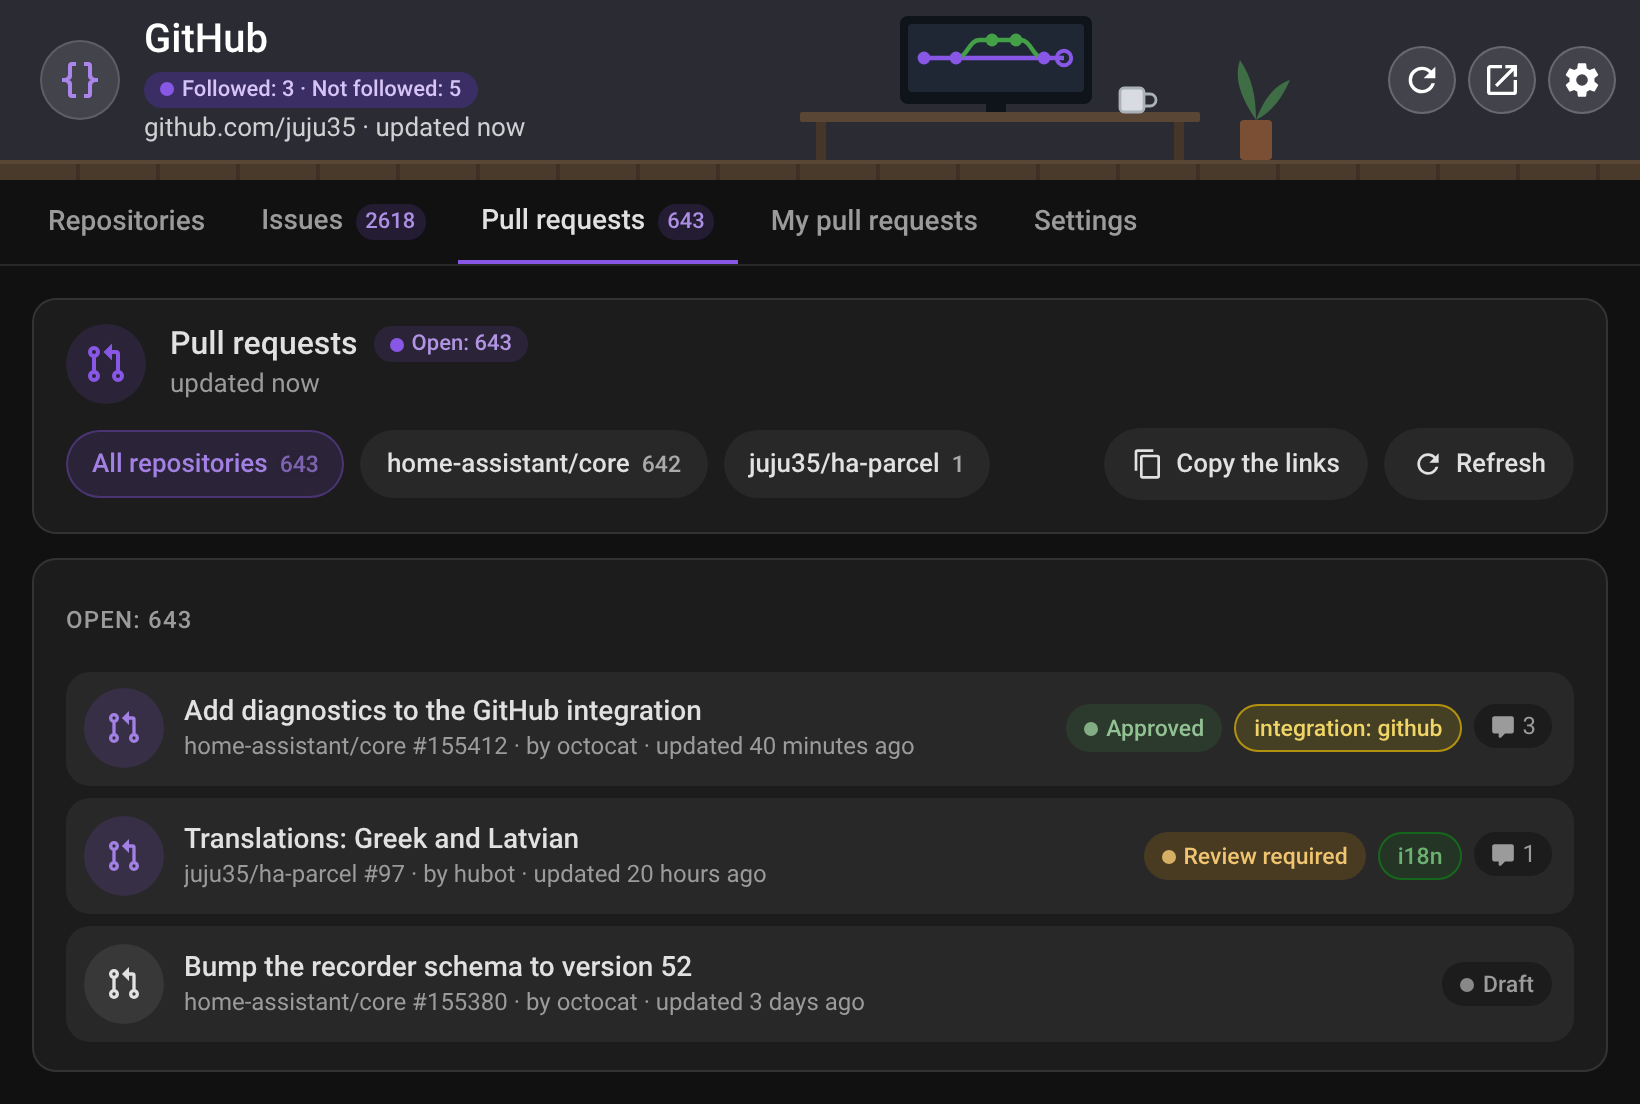 GitHub
Followed: 3 · Not followed: 5
github.com/juju35 · updated now
Repositories
Issues 2618
Pull requests 643
My pull requests
Settings
Pull requests
Open: 643
updated now
All repositories 643
home-assistant/core 642
juju35/ha-parcel 1
Copy the links
Refresh
OPEN: 643
Add diagnostics to the GitHub integration
home-assistant/core #155412 · by octocat · updated 40 minutes ago
Approved
integration: github
3
Translations: Greek and Latvian
juju35/ha-parcel #97 · by hubot · updated 20 hours ago
Review required
i18n
1
Bump the recorder schema to version 52
home-assistant/core #155380 · by octocat · updated 3 days ago
Draft